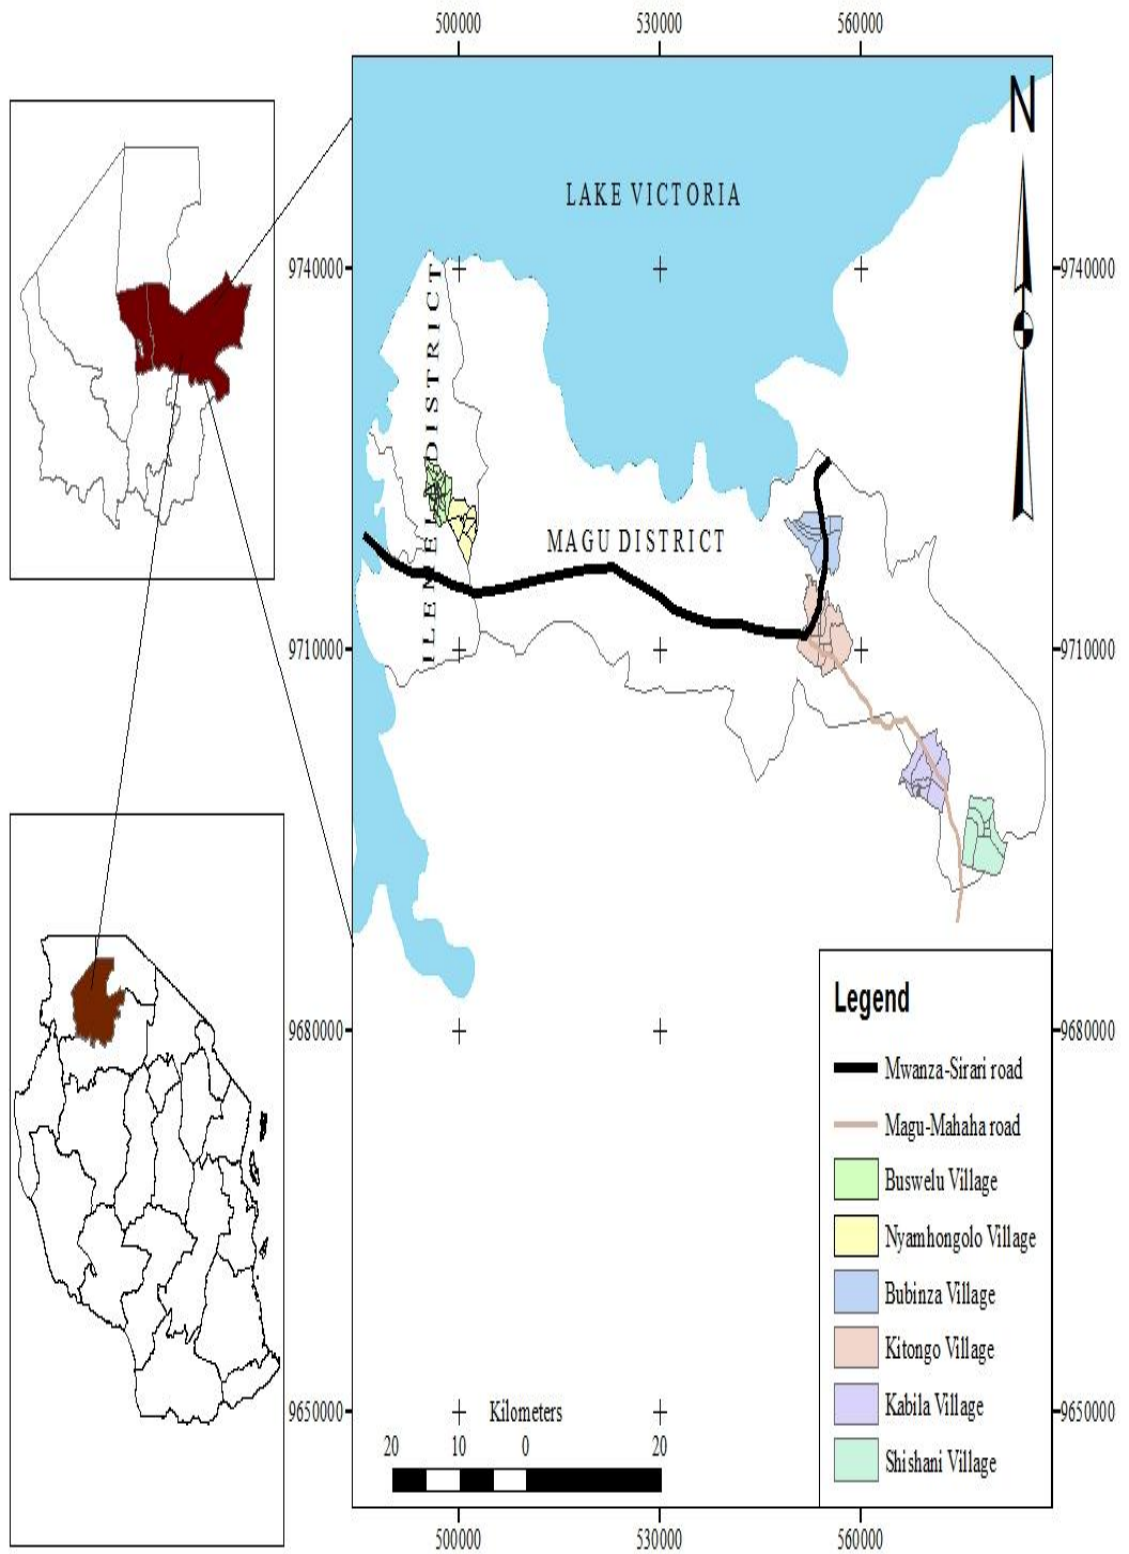 500000 530000 560000
N
LAKE VICTORIA
9740000 9740000
ILEMELA DISTRICT
MAGU DISTRICT
9710000 9710000
Legend
9680000 9680000
Mwanza-Sirari road
Magu-Mahaha road
Buswelu Village
Nyamhongolo Village
Bubinza Village
Kitongo Village
Kabila Village
Shishani Village
9650000 9650000
Kilometers
20 10 0 20
500000 530000 560000